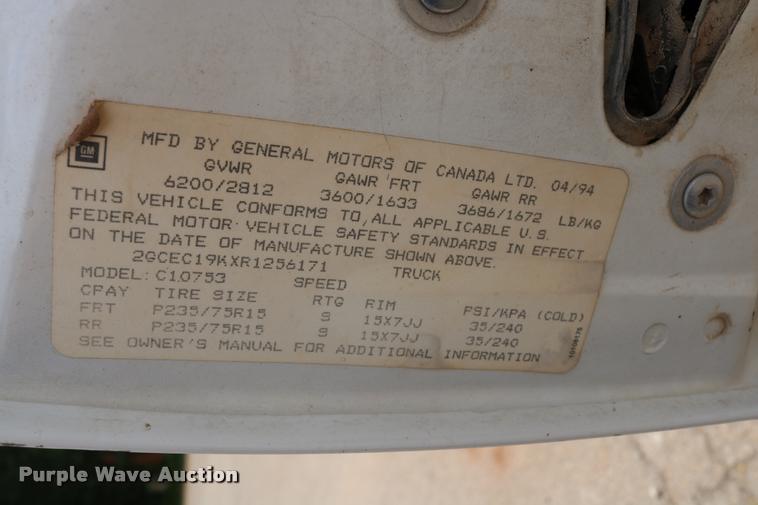 GM
MFD BY GENERAL MOTORS OF CANADA LTD. 04/94
GVWR GAWR FRT GAWR RR
6200/2812 3600/1633 3686/1672 LB/KG
THIS VEHICLE CONFORMS TO ALL APPLICABLE U.S.
FEDERAL MOTOR VEHICLE SAFETY STANDARDS IN EFFECT
ON THE DATE OF MANUFACTURE SHOWN ABOVE.
2GCEC19KXR1256171 TRUCK
MODEL: C10753 SPEED
CPAY TIRE SIZE RTG RIM PSI/KPA (COLD)
FRT P235/75R15 S 15X7JJ 35/240
RR P235/75R15 S 15X7JJ 35/240
SEE OWNER'S MANUAL FOR ADDITIONAL INFORMATION
Purple Wave Auction